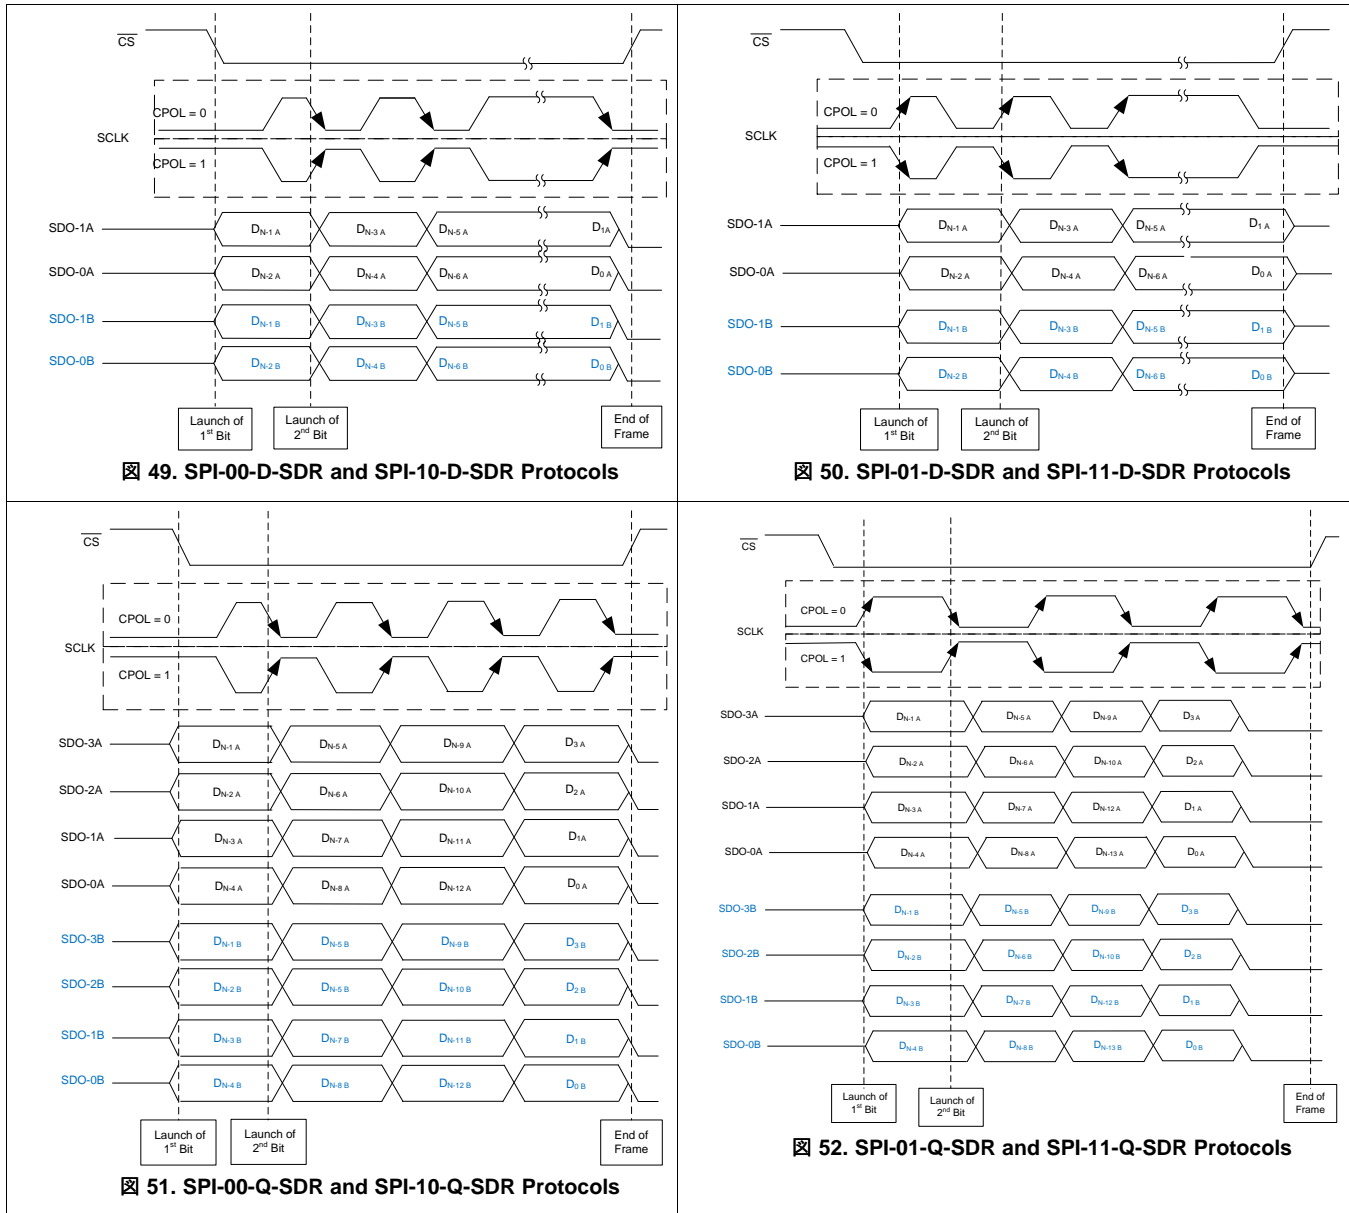 CS
CPOL = 0
SCLK
CPOL = 1
SDO-1A
DN-1 A DN-3 A DN-5 A D1A
SDO-0A
DN-2 A DN-4 A DN-6 A D0 A
SDO-1B
DN-1 B DN-3 B DN-5 B D1 B
SDO-0B
DN-2 B DN-4 B DN-6 B D0 B
Launch of
1st Bit
Launch of
2nd Bit
End of
Frame
図 49. SPI-00-D-SDR and SPI-10-D-SDR Protocols
CS
CPOL = 0
SCLK
CPOL = 1
SDO-1A
DN-1 A DN-3 A DN-5 A D1 A
SDO-0A
DN-2 A DN-4 A DN-6 A D0 A
SDO-1B
DN-1 B DN-3 B DN-5 B D1 B
SDO-0B
DN-2 B DN-4 B DN-6 B D0 B
Launch of
1st Bit
Launch of
2nd Bit
End of
Frame
図 50. SPI-01-D-SDR and SPI-11-D-SDR Protocols
CS
CPOL = 0
SCLK
CPOL = 1
SDO-3A
DN-1 A DN-5 A DN-9 A D3 A
SDO-2A
DN-2 A DN-6 A DN-10 A D2 A
SDO-1A
DN-3 A DN-7 A DN-11 A D1A
SDO-0A
DN-4 A DN-8 A DN-12 A D0 A
SDO-3B
DN-1 B DN-5 B DN-9 B D3 B
SDO-2B
DN-2 B DN-5 B DN-10 B D2 B
SDO-1B
DN-3 B DN-7 B DN-11 B D1 B
SDO-0B
DN-4 B DN-8 B DN-12 B D0 B
Launch of
1st Bit
Launch of
2nd Bit
End of
Frame
図 51. SPI-00-Q-SDR and SPI-10-Q-SDR Protocols
CS
CPOL = 0
SCLK
CPOL = 1
SDO-3A
DN-1 A DN-5 A DN-9 A D3 A
SDO-2A
DN-2 A DN-6 A DN-10 A D2 A
SDO-1A
DN-3 A DN-7 A DN-12 A D1 A
SDO-0A
DN-4 A DN-8 A DN-13 A D0 A
SDO-3B
DN-1 B DN-5 B DN-9 B D3 B
SDO-2B
DN-2 B DN-6 B DN-10 B D2 B
SDO-1B
DN-3 B DN-7 B DN-12 B D1 B
SDO-0B
DN-4 B DN-8 B DN-13 B D0 B
Launch of
1st Bit
Launch of
2nd Bit
End of
Frame
図 52. SPI-01-Q-SDR and SPI-11-Q-SDR Protocols